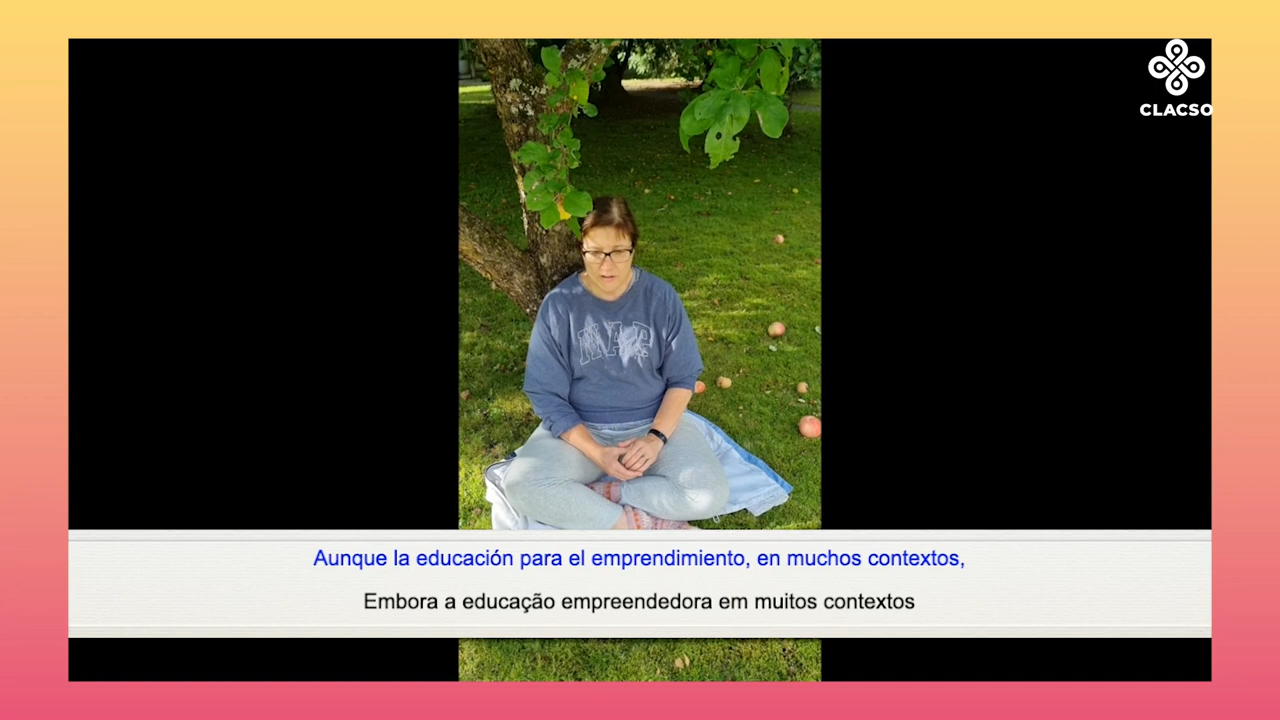 CLACSO
Aunque la educación para el emprendimiento, en muchos contextos,
Embora a educação empreendedora em muitos contextos